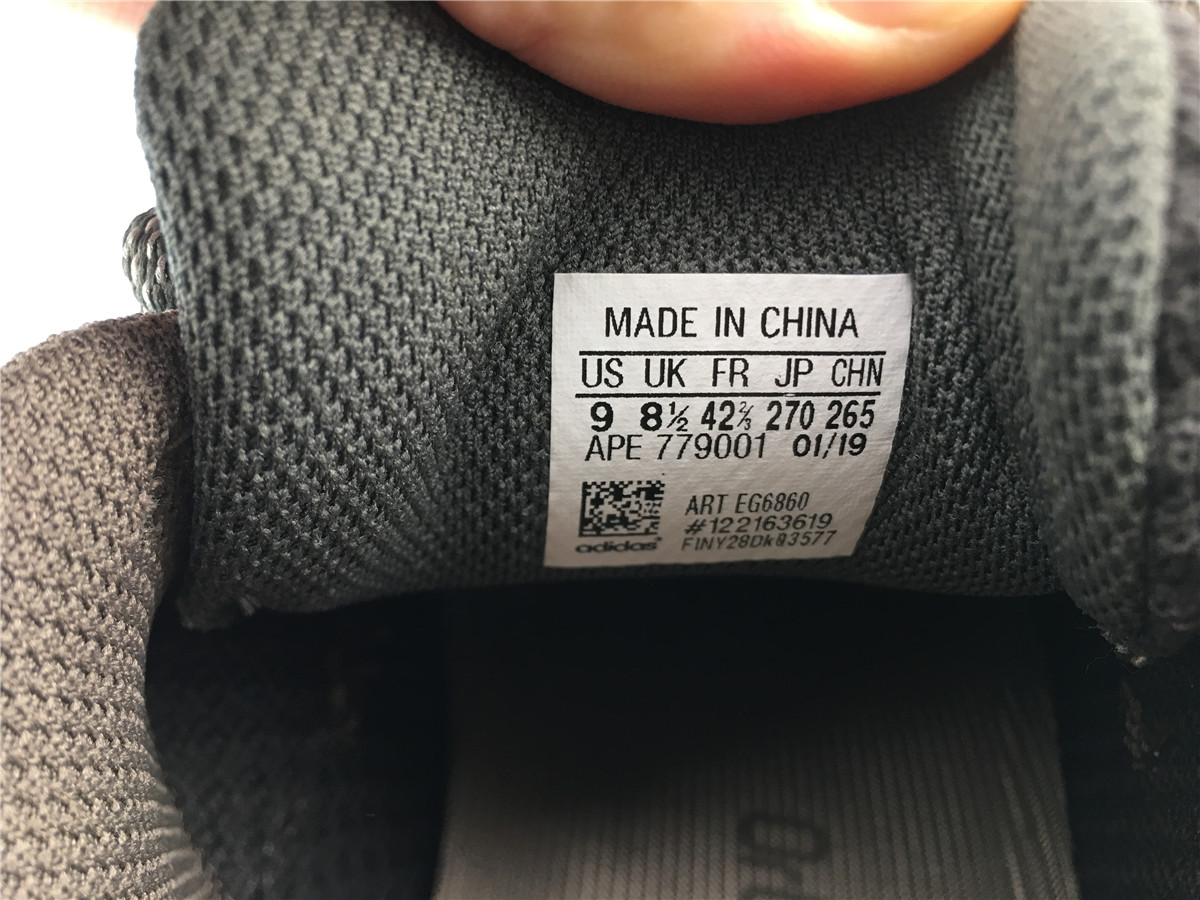 MADE IN CHINA
US UK FR JP CHN
9 8½ 42⅔ 270 265
APE 779001 01/19
ART EG6860
#122163619
adidas